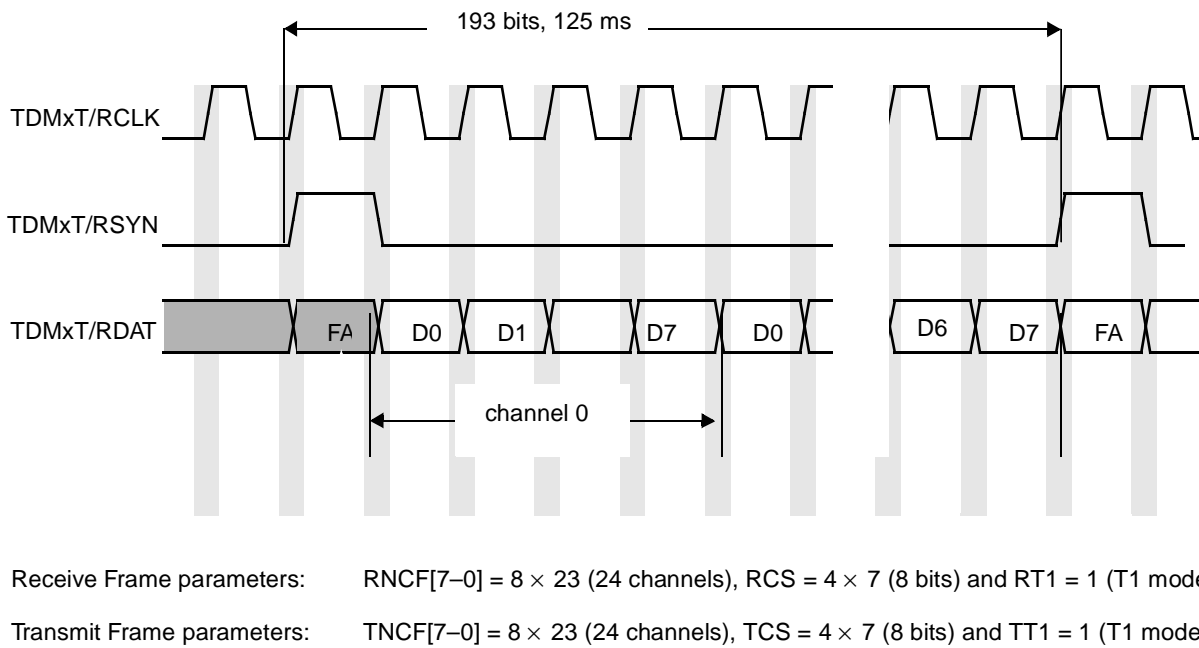 193 bits, 125 ms
TDMxT/RCLK
TDMxT/RSYN
TDMxT/RDAT FA D0 D1 D7 D0 D6 D7 FA
channel 0
Receive Frame parameters: RNCF[7–0] = 8 × 23 (24 channels), RCS = 4 × 7 (8 bits) and RT1 = 1 (T1 mode
Transmit Frame parameters: TNCF[7–0] = 8 × 23 (24 channels), TCS = 4 × 7 (8 bits) and TT1 = 1 (T1 mode